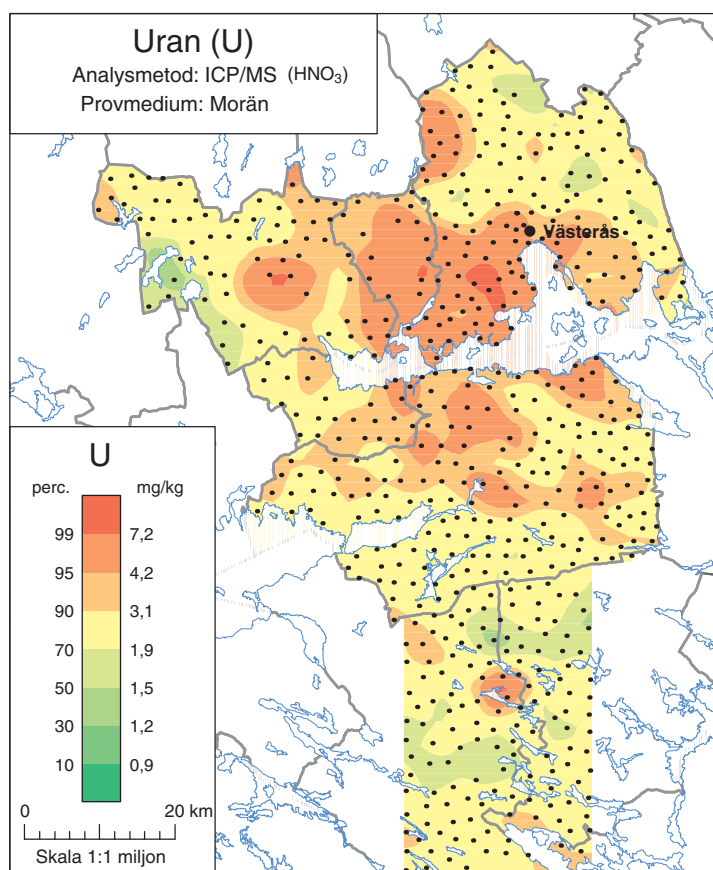 Uran (U)
Analysmetod: ICP/MS (HNO₃)
Provmedium: Morän
Västerås
U
perc. mg/kg
99 7,2
95 4,2
90 3,1
70 1,9
50 1,5
30 1,2
10 0,9
0 20 km
Skala 1:1 miljon